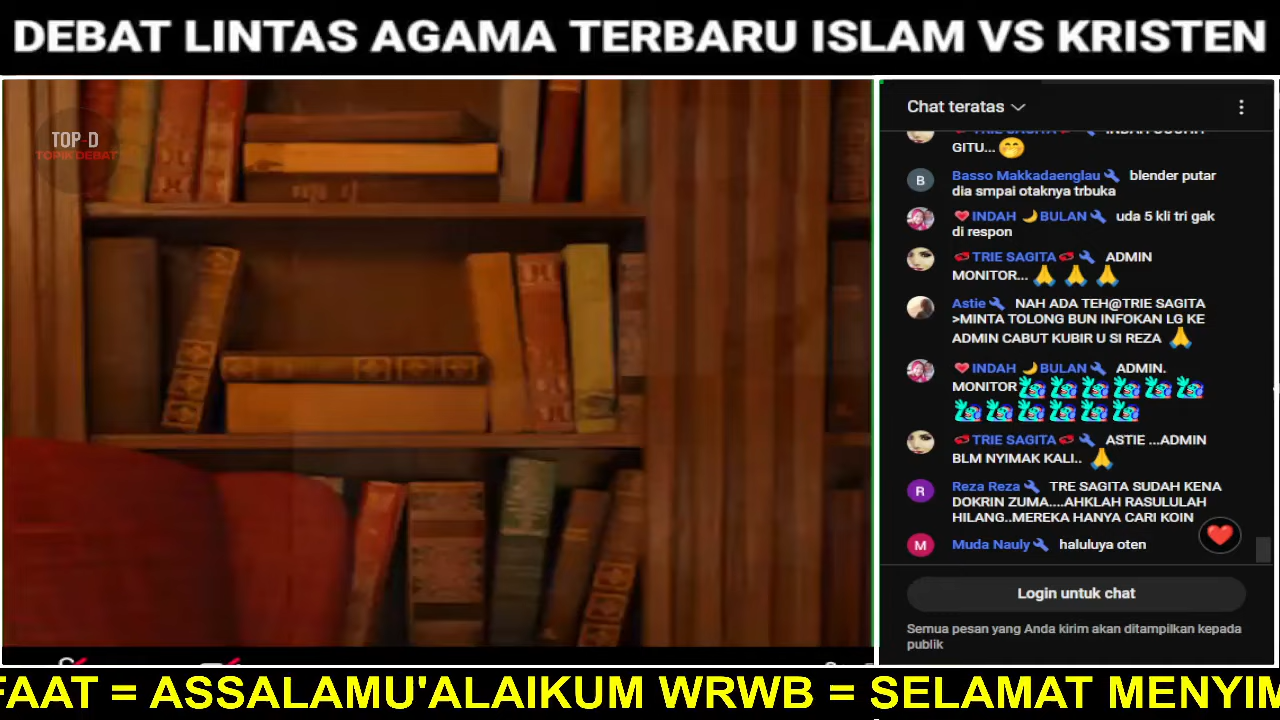 DEBAT LINTAS AGAMA TERBARU ISLAM VS KRISTEN
TOP-D
TOPIK DEBAT
Chat teratas
GITU...
Basso Makkadaenglau blender putar
dia smpai otaknya trbuka
INDAH BULAN uda 5 kli tri gak
di respon
TRIE SAGITA ADMIN
MONITOR...
Astie NAH ADA TEH@TRIE SAGITA
>MINTA TOLONG BUN INFOKAN LG KE
ADMIN CABUT KUBIR U SI REZA
INDAH BULAN ADMIN.
MONITOR
TRIE SAGITA ASTIE ...ADMIN
BLM NYIMAK KALI..
Reza Reza TRE SAGITA SUDAH KENA
DOKRIN ZUMA....AHKLAH RASULULAH
HILANG..MEREKA HANYA CARI KOIN
Muda Nauly haluluya oten
Login untuk chat
Semua pesan yang Anda kirim akan ditampilkan kepada
publik
FAAT = ASSALAMU'ALAIKUM WRWB = SELAMAT MENYIM